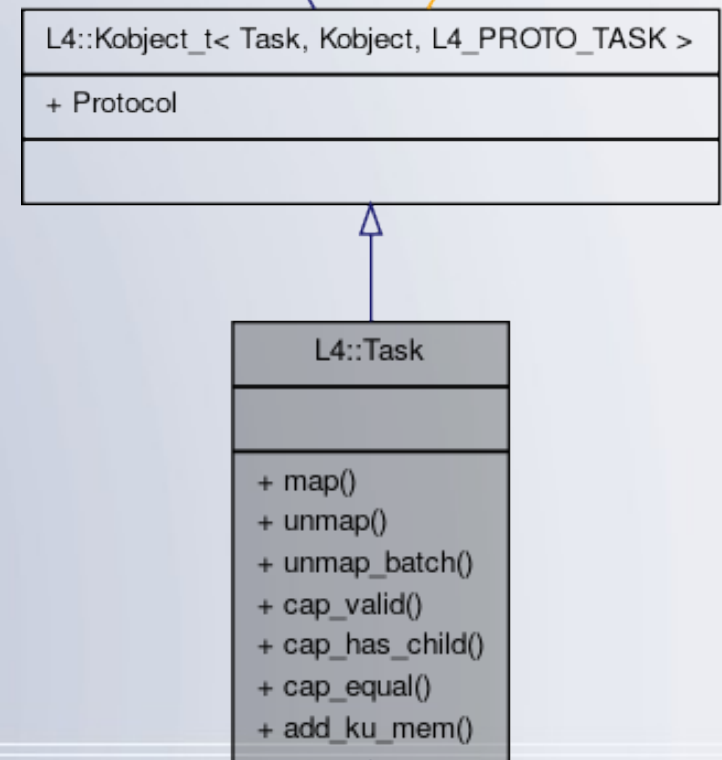 L4::Kobject_t< Task, Kobject, L4_PROTO_TASK >
+ Protocol
L4::Task
+ map()
+ unmap()
+ unmap_batch()
+ cap_valid()
+ cap_has_child()
+ cap_equal()
+ add_ku_mem()